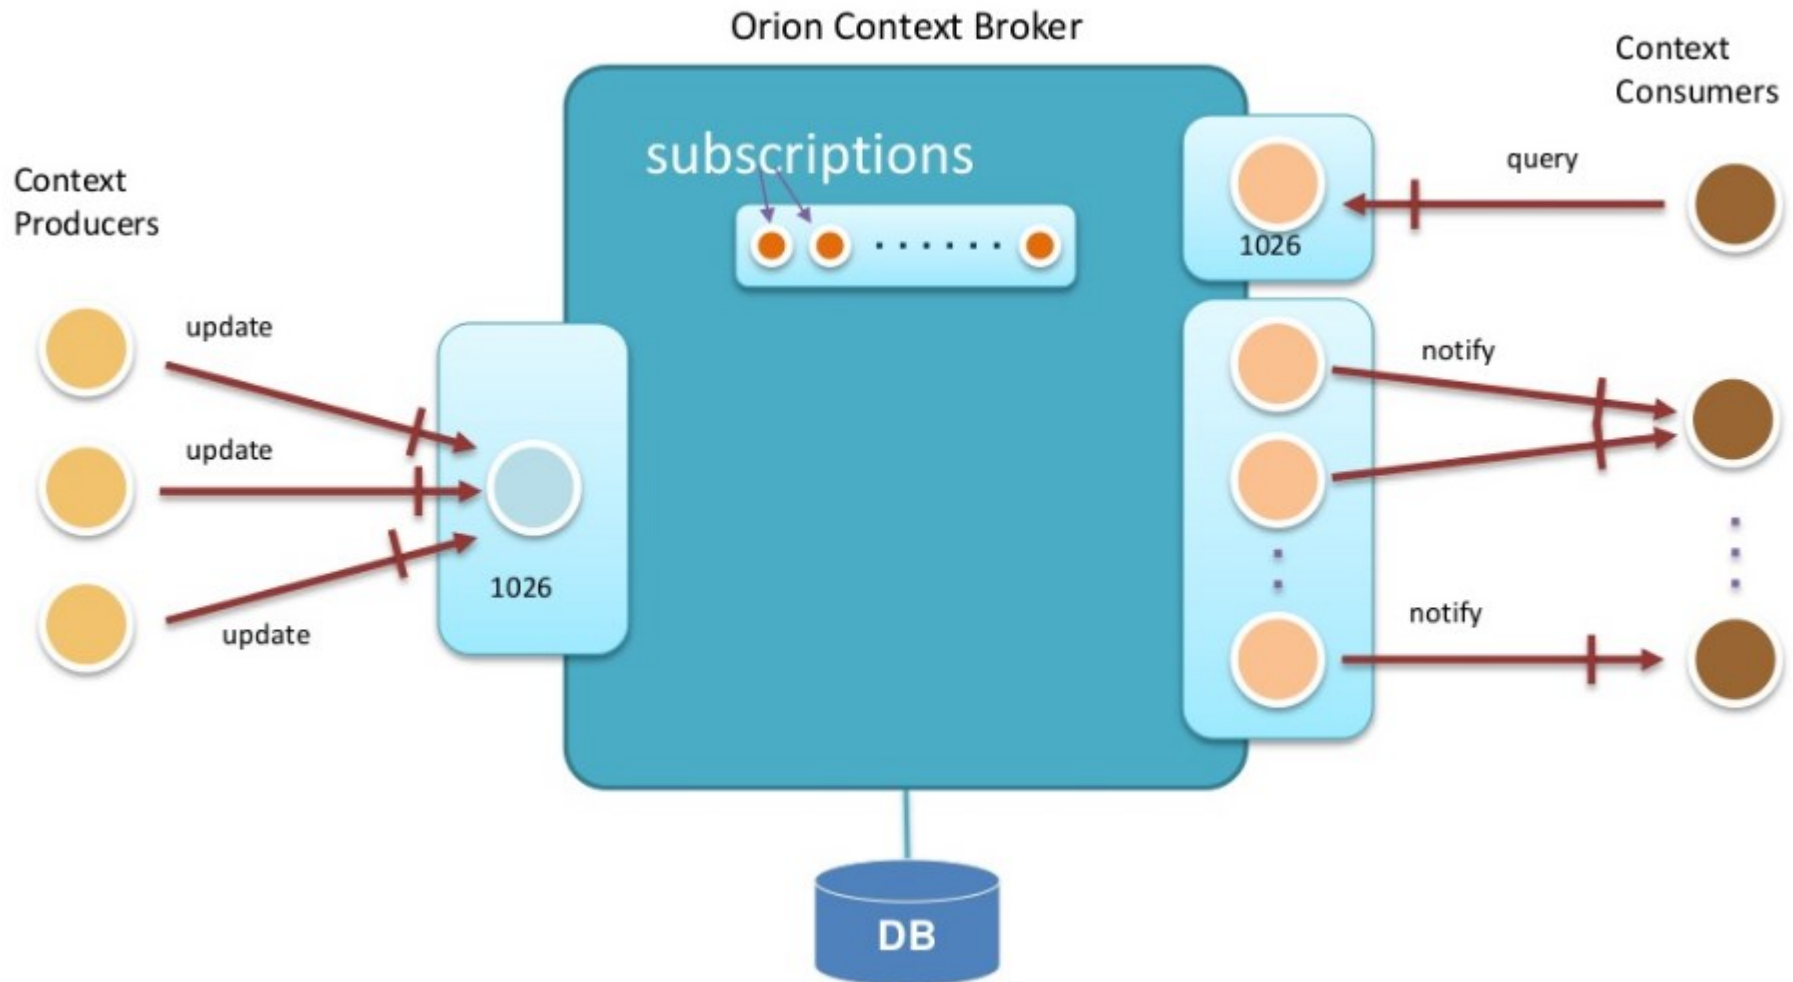 Orion Context Broker
Context
Consumers
subscriptions
query
Context
Producers
1026
update
notify
update
1026
notify
update
DB